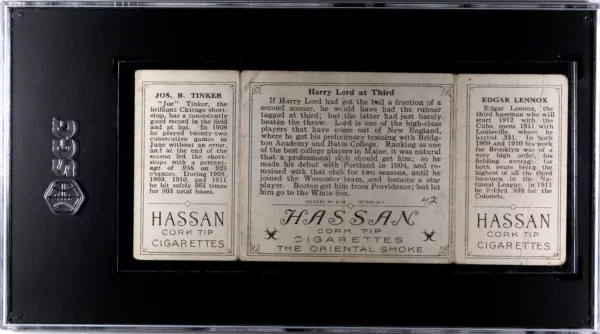 SGC
JOS. B. TINKER
"Joe" Tinker, the
brilliant Chicago short-
stop, has a consistently
good record in the field
and at bat. In 1908
he played twenty-two
consecutive games in
June without an error,
and at the end of the
season led the short-
stops with a percent-
age of .958 on 923
chances. During 1908,
1909, 1910, and 1911,
he hit safely 563 times
for 803 total bases.
HASSAN
CORK TIP
CIGARETTES
Harry Lord at Third
If Harry Lord had got the ball a fraction of a
second sooner, he would have had the runner
tagged at third; but the latter had just barely
beaten the throw. Lord is one of the high-class
players that have come out of New England,
where he got his preliminary training with Bridg-
ton Academy and Bates College. Ranking as one
of the best college players in Maine, it was natural
that a professional club should get him; so he
made his debut with Portland in 1904, and re-
mained with that club for two seasons, until he
joined the Worcester team, and became a star
player. Boston got him from Providence; but let
him go to the White Sox.
42
HASSAN
CORK TIP
CIGARETTES
THE ORIENTAL SMOKE
EDGAR LENNOX
Edgar Lennox, the
third baseman who will
start 1912 with the
Cubs, spent 1911 with
Louisville, where he
batted .331. In his
1909 and 1910 his work
for Brooklyn was of a
very high order, his
fielding average for
both years being the
highest of all the third
basemen in the Na-
tional League. In 1911
he fielded .928 for the
Colonels.
HASSAN
CORK TIP
CIGARETTES